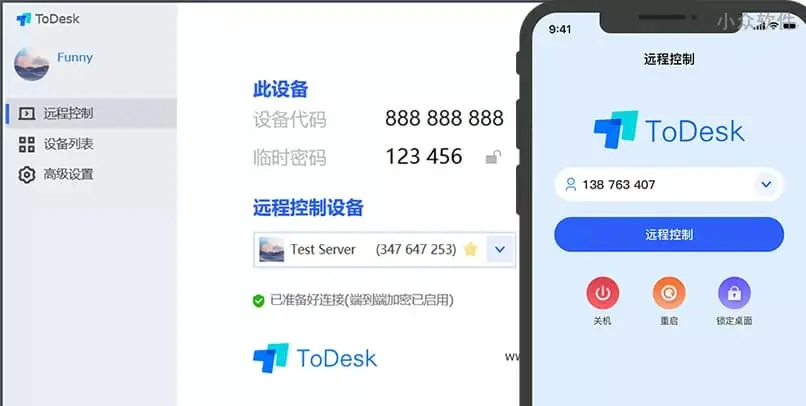 ToDesk
Funny
远程控制
设备列表
高级设置
此设备
设备代码 888 888 888
临时密码 123 456
远程控制设备
Test Server (347 647 253)
已准备好连接(端到端加密已启用)
ToDesk
ww
小众软件
9:41
远程控制
ToDesk
138 763 407
远程控制
关机 重启 锁定桌面